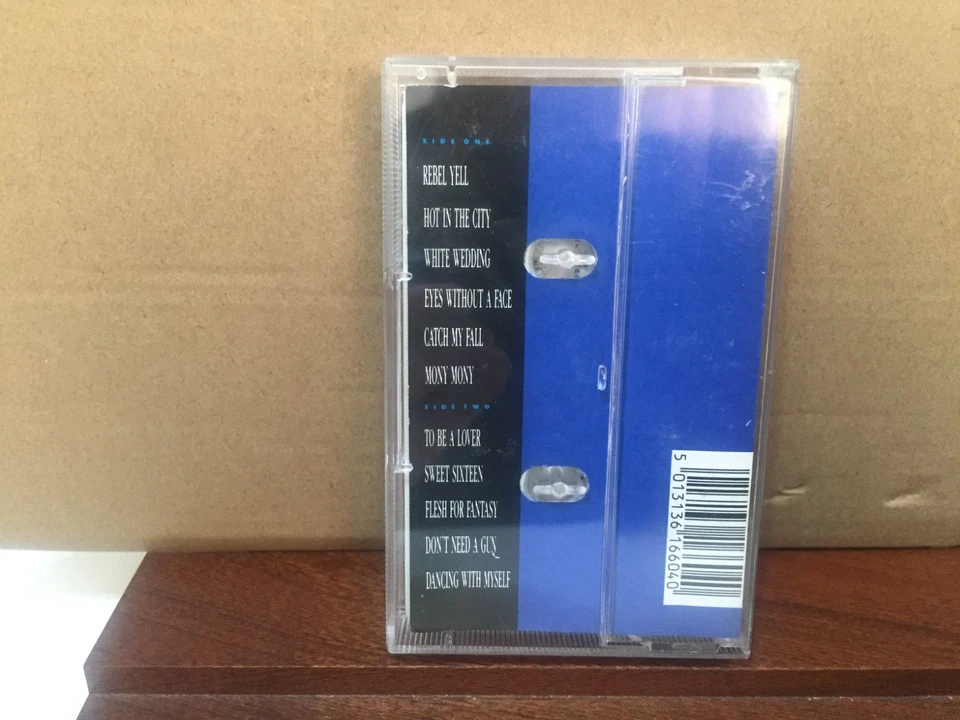 SIDE ONE
REBEL YELL
HOT IN THE CITY
WHITE WEDDING
EYES WITHOUT A FACE
CATCH MY FALL
MONY MONY
SIDE TWO
TO BE A LOVER
SWEET SIXTEEN
FLESH FOR FANTASY
DON'T NEED A GUN
DANCING WITH MYSELF
5 013136 166040